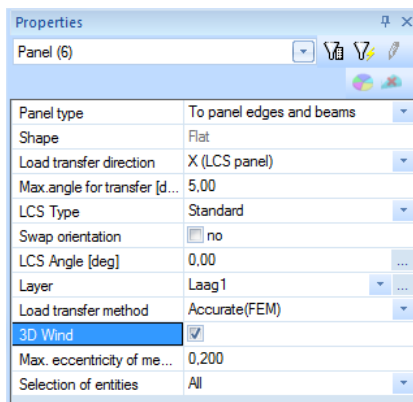 Properties
Panel (6)
Panel type To panel edges and beams
Shape Flat
Load transfer direction X (LCS panel)
Max.angle for transfer [d... 5,00
LCS Type Standard
Swap orientation no
LCS Angle [deg] 0,00 ...
Layer Laag1 ...
Load transfer method Accurate(FEM)
3D Wind
Max. eccentricity of me... 0,200
Selection of entities All